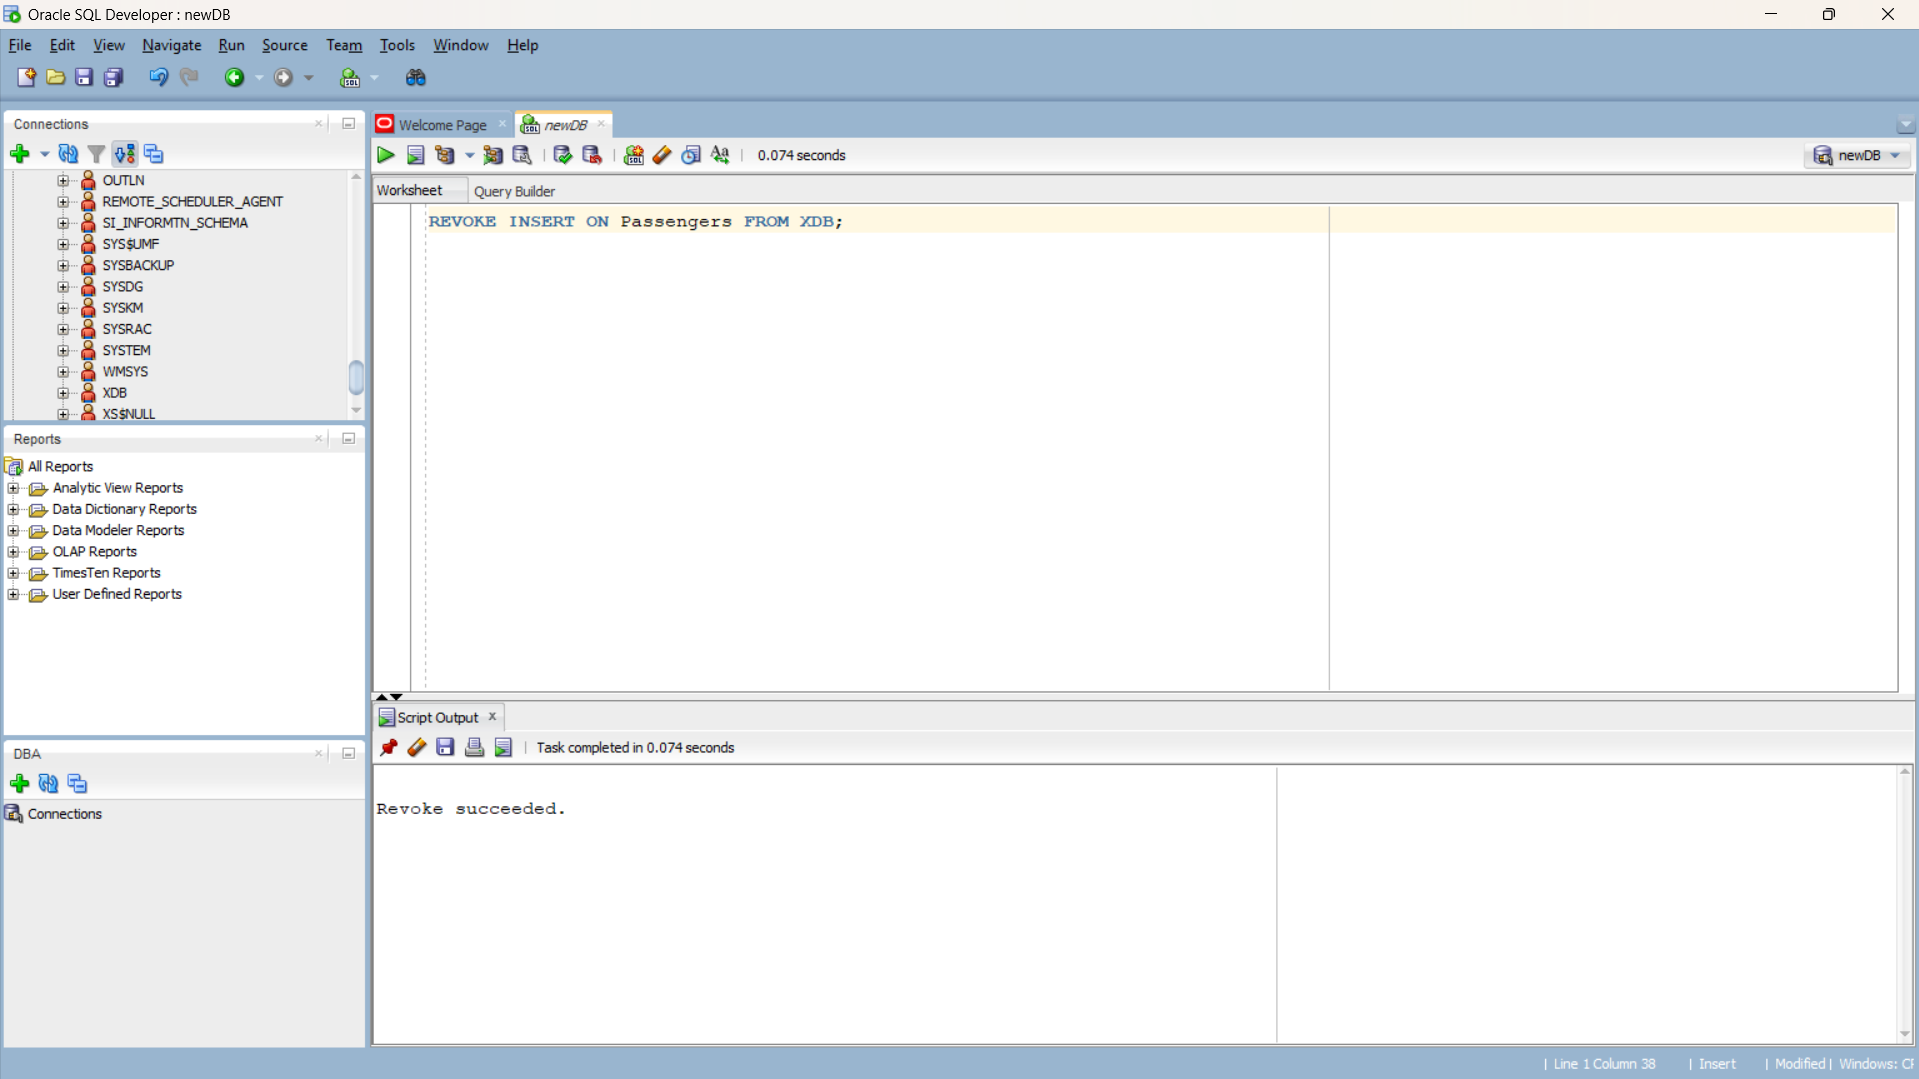 Oracle SQL Developer : newDB
File Edit View Navigate Run Source Team Tools Window Help
Connections
OUTLN
REMOTE_SCHEDULER_AGENT
SI_INFORMTN_SCHEMA
SYS$UMF
SYSBACKUP
SYSDG
SYSKM
SYSRAC
SYSTEM
WMSYS
XDB
XS$NULL
Reports
All Reports
Analytic View Reports
Data Dictionary Reports
Data Modeler Reports
OLAP Reports
TimesTen Reports
User Defined Reports
DBA
Connections
Welcome Page newDB
0.074 seconds
newDB
Worksheet Query Builder
REVOKE INSERT ON Passengers FROM XDB;
Script Output
Task completed in 0.074 seconds
Revoke succeeded.
Line 1 Column 38 | Insert | Modified | Windows: CF